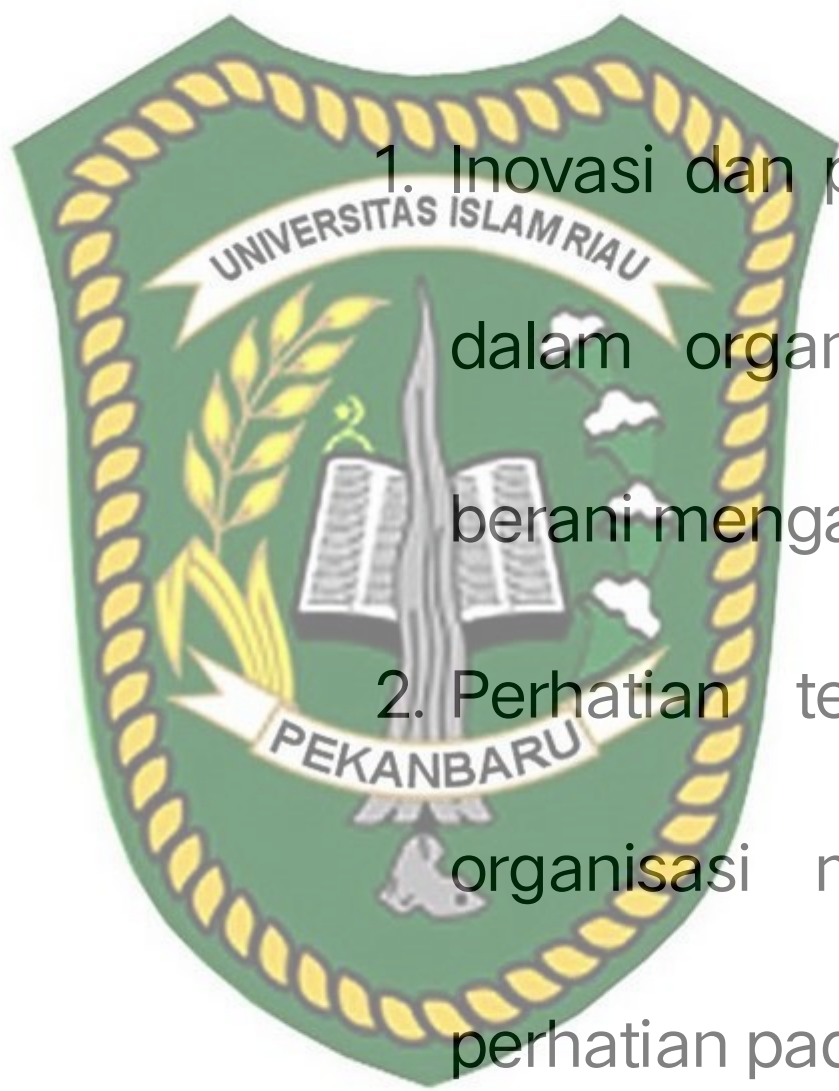 1. Inovasi dan p
UNIVERSITAS ISLAM RIAU
dalam organ
berani menga
2. Perhatian te
PEKANBARU
organisasi n
perhatian pad